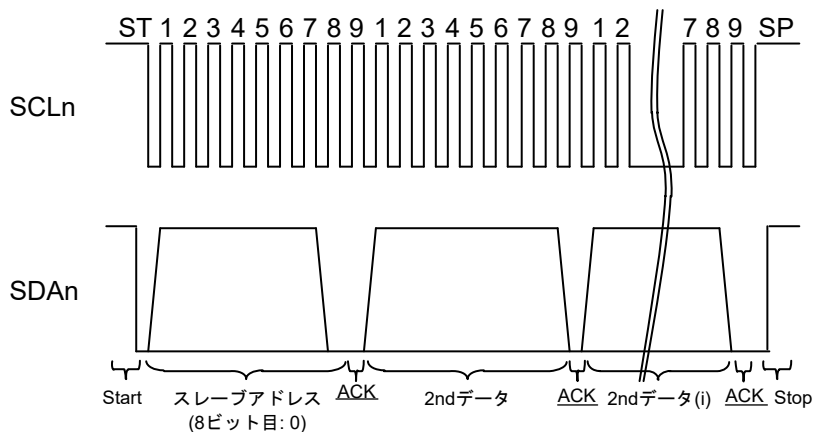 ST 1 2 3 4 5 6 7 8 9 1 2 3 4 5 6 7 8 9 1 2 7 8 9 SP
SCLn
SDAn
Start スレーブアドレス ACK 2ndデータ ACK 2ndデータ(i) ACK Stop
(8ビット目: 0)